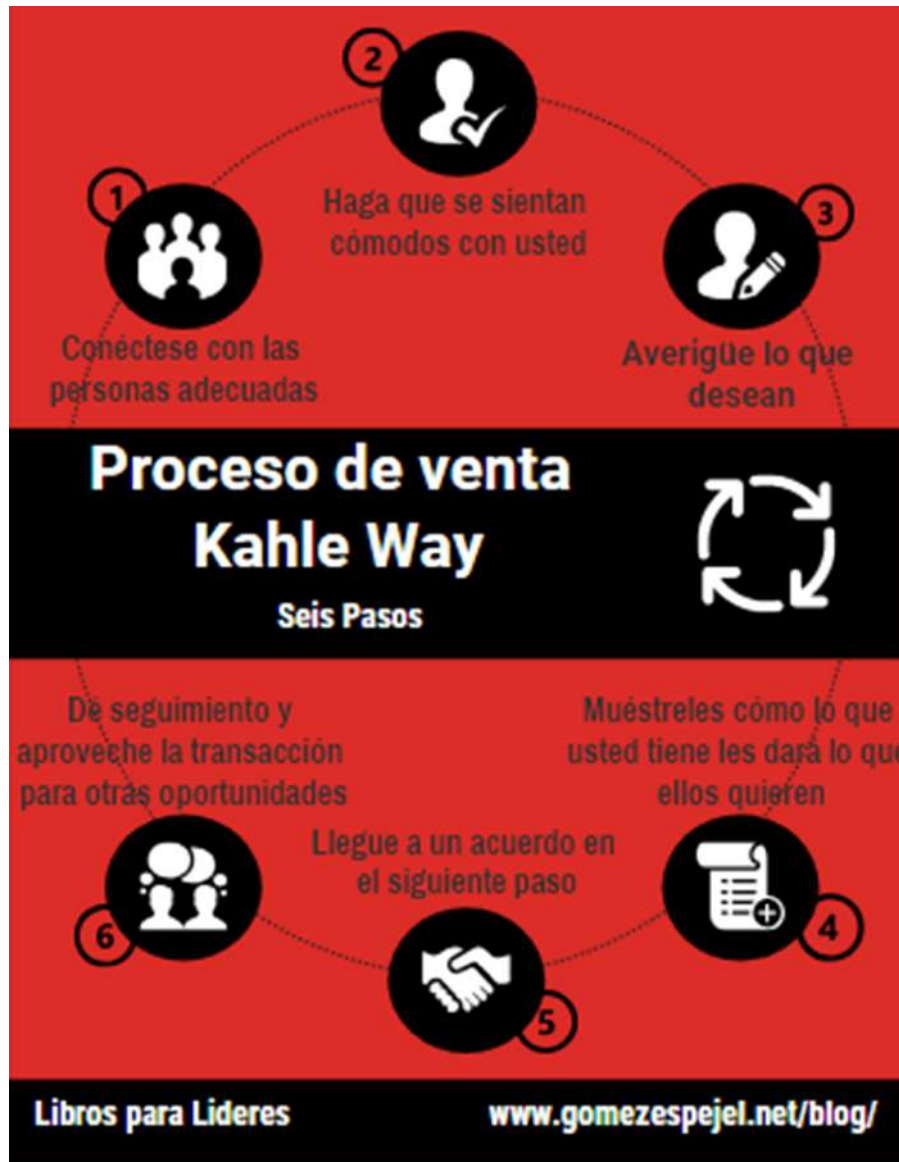 2
Haga que se sientan
cómodos con usted
1
Conéctese con las
personas adecuadas
3
Averigüe lo que
desean
Proceso de venta
Kahle Way
Seis Pasos
De seguimiento y
aproveche la transacción
para otras oportunidades
6
Muéstreles cómo lo que
usted tiene les dará lo que
ellos quieren
4
Llegue a un acuerdo en
el siguiente paso
5
Libros para Lideres
www.gomezespejel.net/blog/